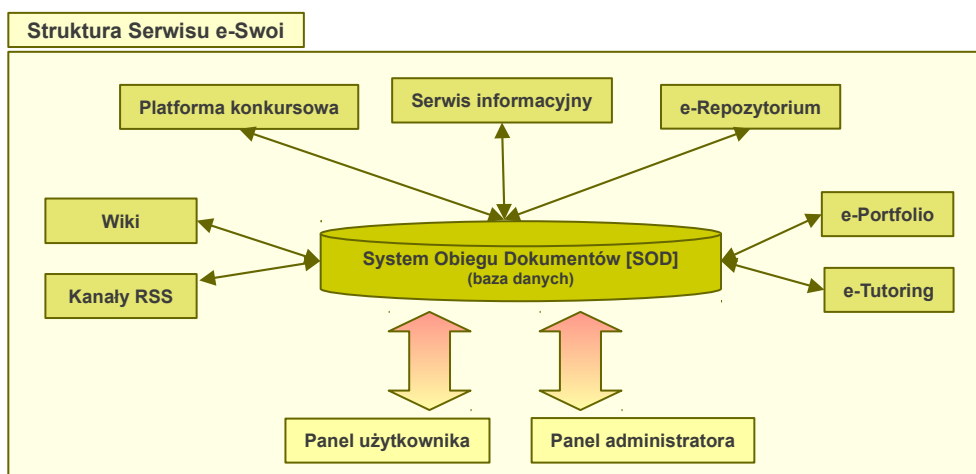 Struktura Serwisu e-Swoi
Platforma konkursowa
Serwis informacyjny
e-Repozytorium
Wiki
e-Portfolio
System Obiegu Dokumentów [SOD]
(baza danych)
Kanały RSS
e-Tutoring
Panel użytkownika
Panel administratora